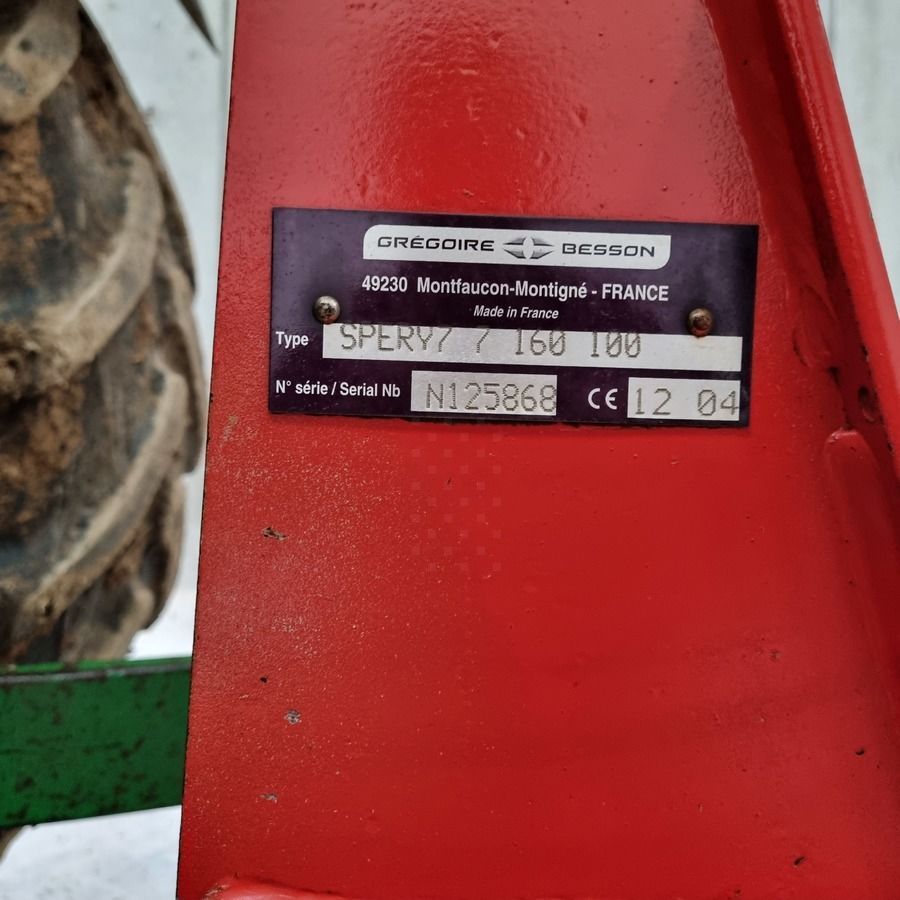 GRÉGOIRE BESSON
49230 Montfaucon-Montigné - FRANCE
Made in France
Type SPERY7 7 160 100
N° série / Serial Nb N125868 CE 12 04